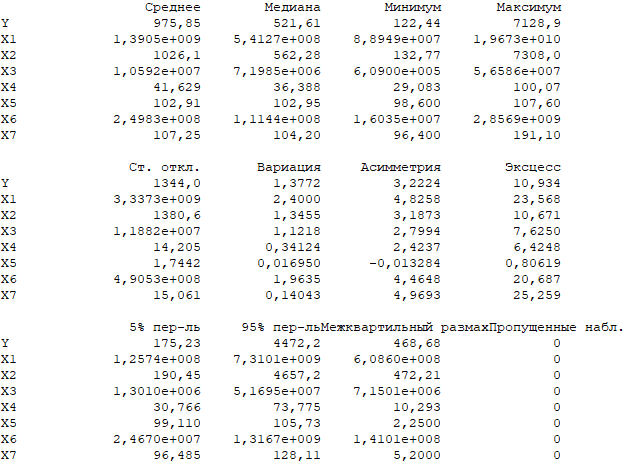 Среднее Медиана Минимум Максимум
Y 975,85 521,61 122,44 7128,9
X1 1,3905e+009 5,4127e+008 8,8949e+007 1,9673e+010
X2 1026,1 562,28 132,77 7308,0
X3 1,0592e+007 7,1985e+006 6,0900e+005 5,6586e+007
X4 41,629 36,388 29,083 100,07
X5 102,91 102,95 98,600 107,60
X6 2,4983e+008 1,1144e+008 1,6035e+007 2,8569e+009
X7 107,25 104,20 96,400 191,10
Ст. откл. Вариация Асимметрия Эксцесс
Y 1344,0 1,3772 3,2224 10,934
X1 3,3373e+009 2,4000 4,8258 23,568
X2 1380,6 1,3455 3,1873 10,671
X3 1,1882e+007 1,1218 2,7994 7,6250
X4 14,205 0,34124 2,4237 6,4248
X5 1,7442 0,016950 -0,013284 0,80619
X6 4,9053e+008 1,9635 4,4648 20,687
X7 15,061 0,14043 4,9693 25,259
5% пер-ль 95% пер-льМежквартильный размахПропущенные набл.
Y 175,23 4472,2 468,68 0
X1 1,2574e+008 7,3101e+009 6,0860e+008 0
X2 190,45 4657,2 472,21 0
X3 1,3010e+006 5,1695e+007 7,1501e+006 0
X4 30,766 73,775 10,293 0
X5 99,110 105,73 2,2500 0
X6 2,4670e+007 1,3167e+009 1,4101e+008 0
X7 96,485 128,11 5,2000 0